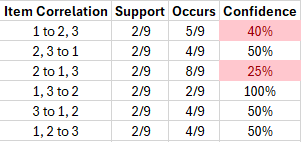 Item Correlation Support Occurs Confidence
1 to 2, 3 2/9 5/9 40%
2, 3 to 1 2/9 4/9 50%
2 to 1, 3 2/9 8/9 25%
1, 3 to 2 2/9 2/9 100%
3 to 1, 2 2/9 4/9 50%
1, 2 to 3 2/9 4/9 50%